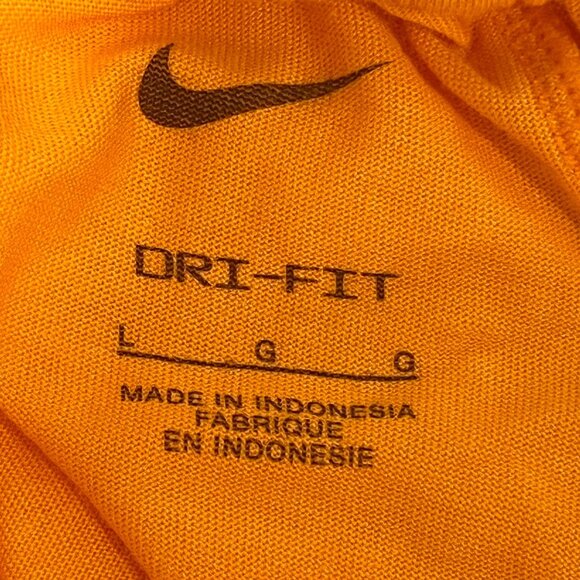 DRI-FIT
L G G
MADE IN INDONESIA
FABRIQUE
EN INDONESIE